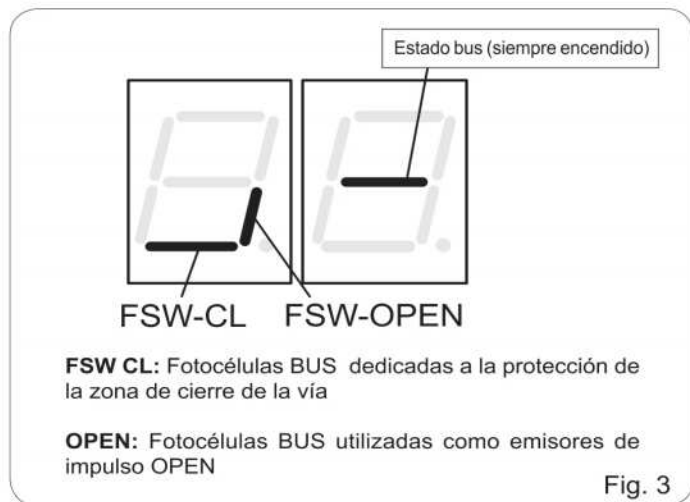 Estado bus (siempre encendido)
FSW-CL FSW-OPEN
FSW CL: Fotocélulas BUS dedicadas a la protección de
la zona de cierre de la vía
OPEN: Fotocélulas BUS utilizadas como emisores de
impulso OPEN
Fig. 3